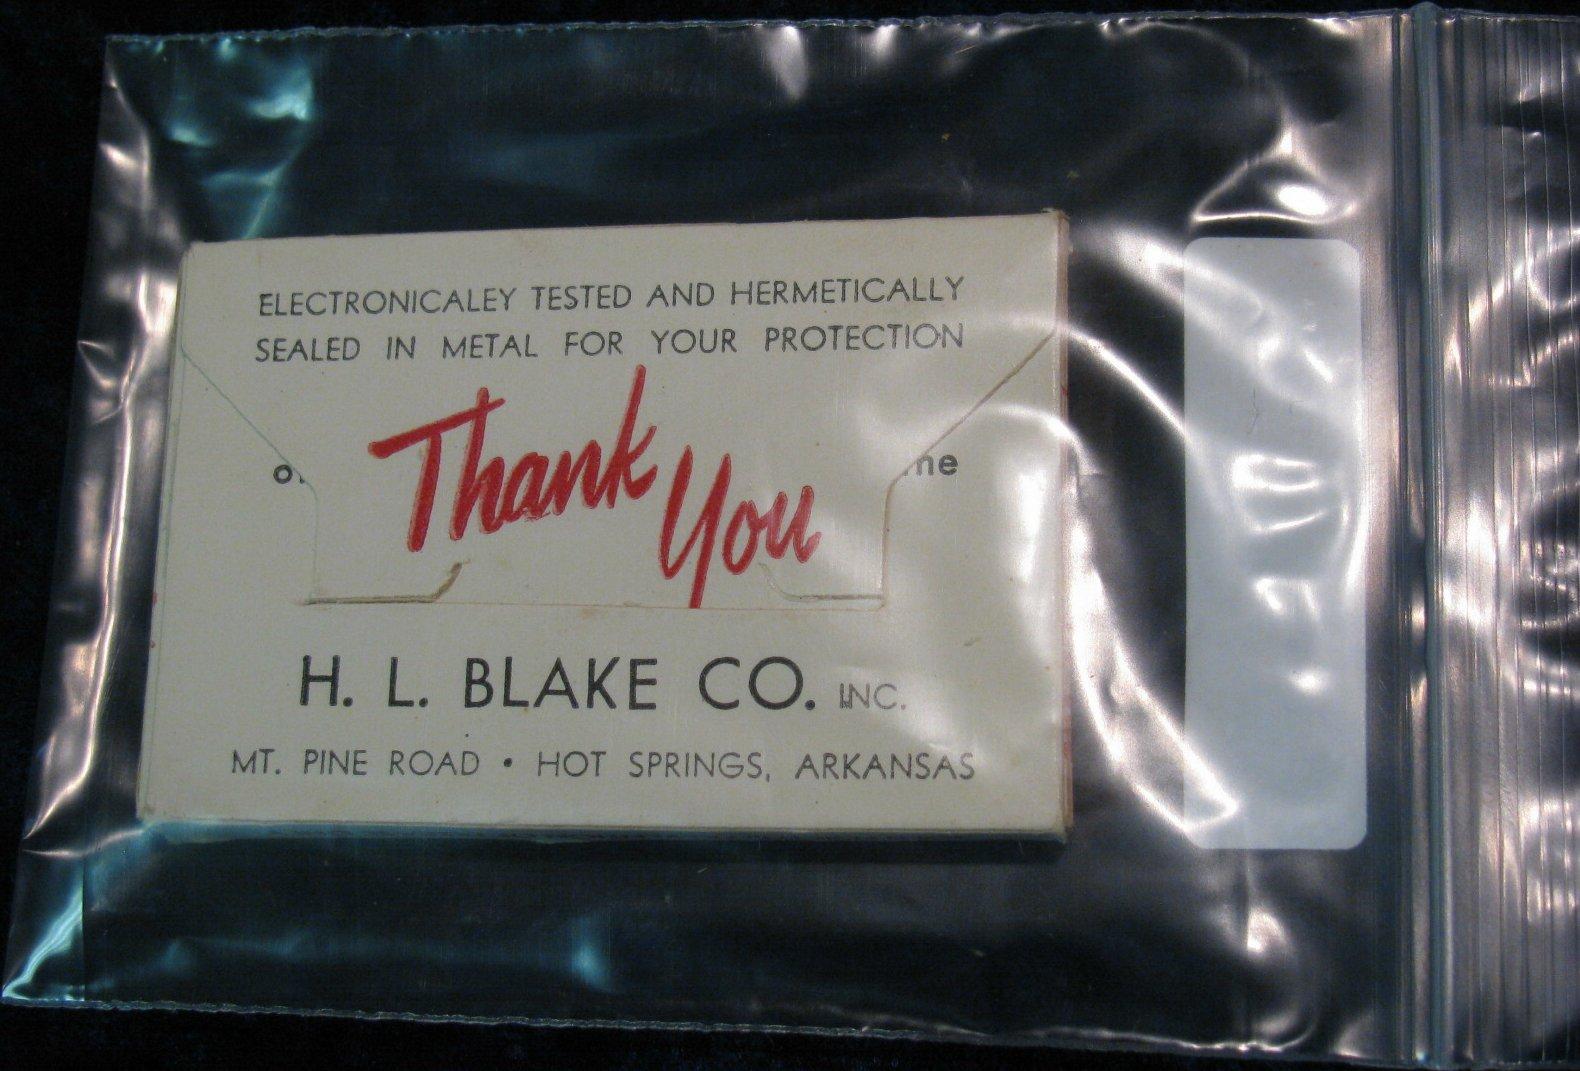 ELECTRONICALEY TESTED AND HERMETICALLY
SEALED IN METAL FOR YOUR PROTECTION
Thank
You
H. L. BLAKE CO. INC.
MT. PINE ROAD • HOT SPRINGS, ARKANSAS